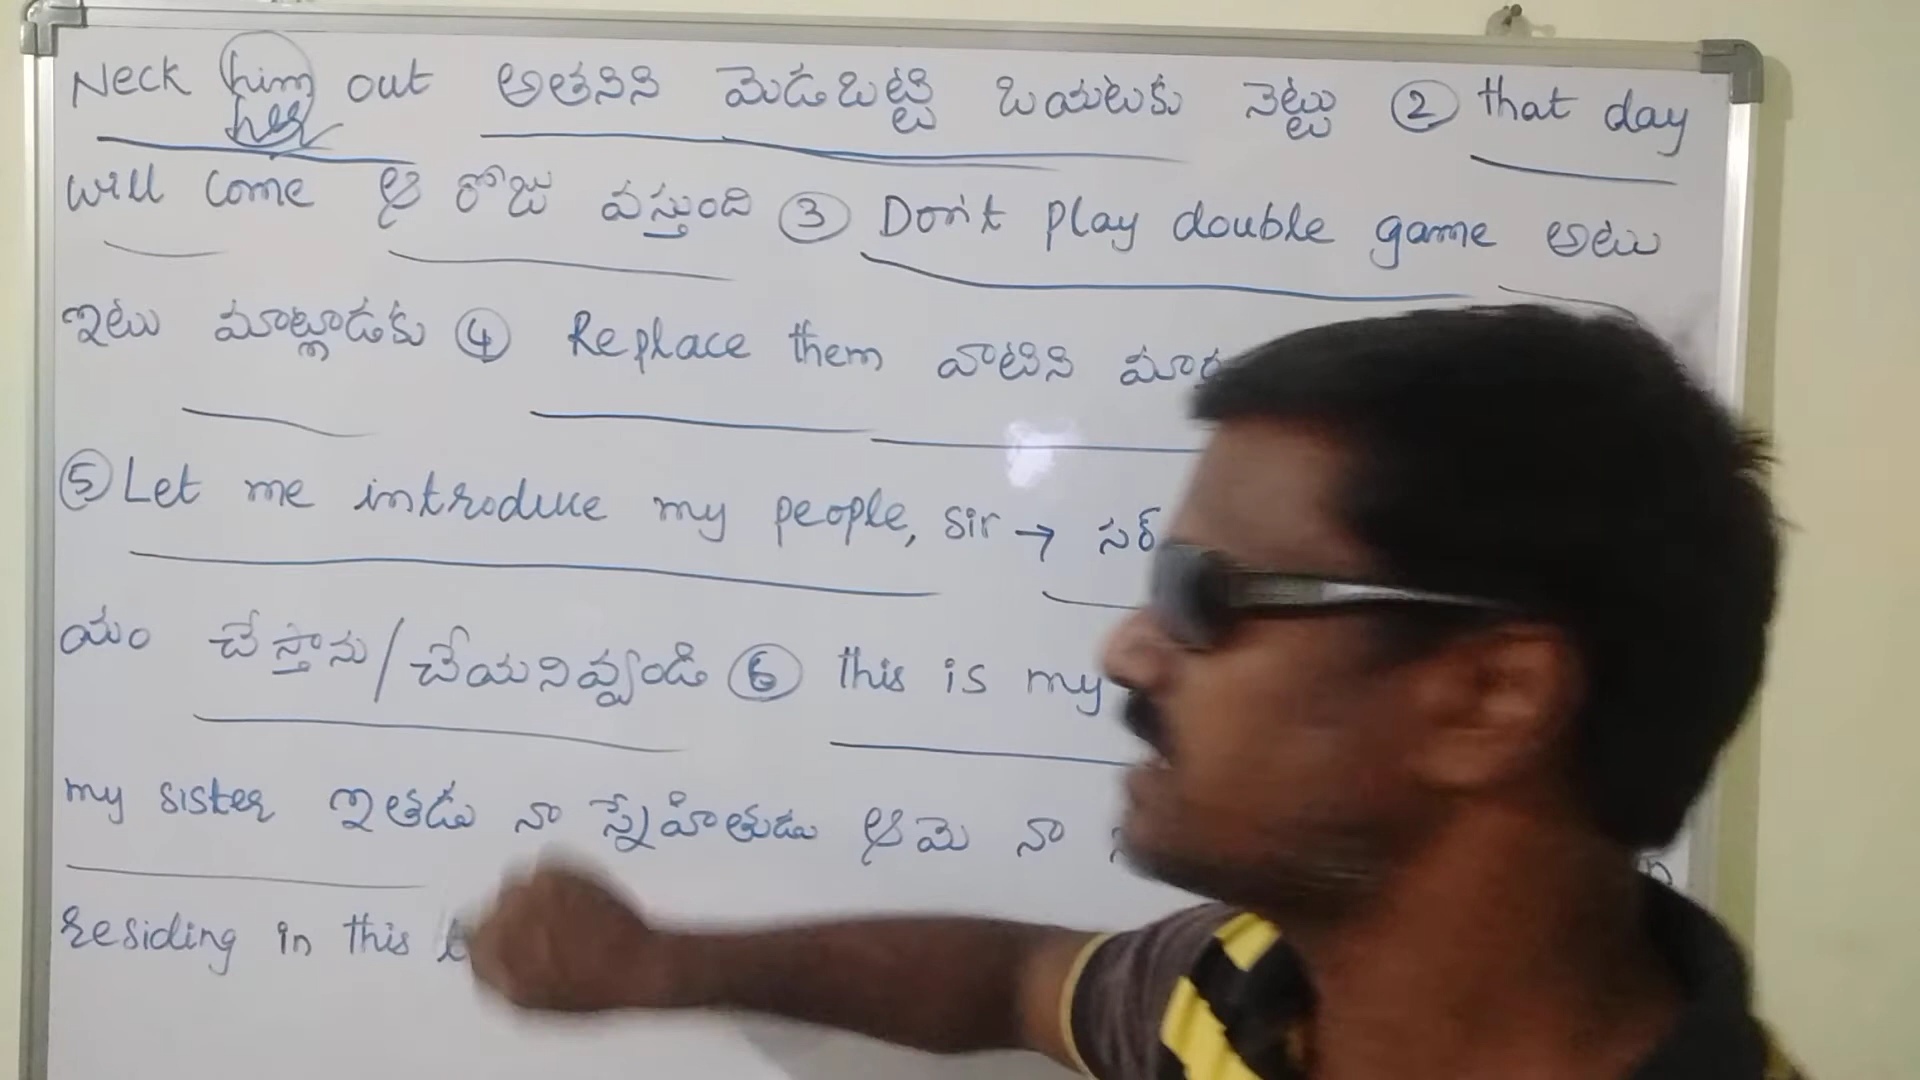 Neck him out అతనిని మెడబట్టి బయటకు నెట్టు ② that day
her
will come ఆ రోజు వస్తుంది ③ Don't play double game అటు
ఇటు మాట్లాడకు ④ Replace them వాటిని
⑤ Let me introduce my people, sir → సర్
యం చేస్తాను/చేయనివ్వండి ⑥ this is my
my sister ఇతడు నా స్నేహితుడు ఆమె నా
residing in this